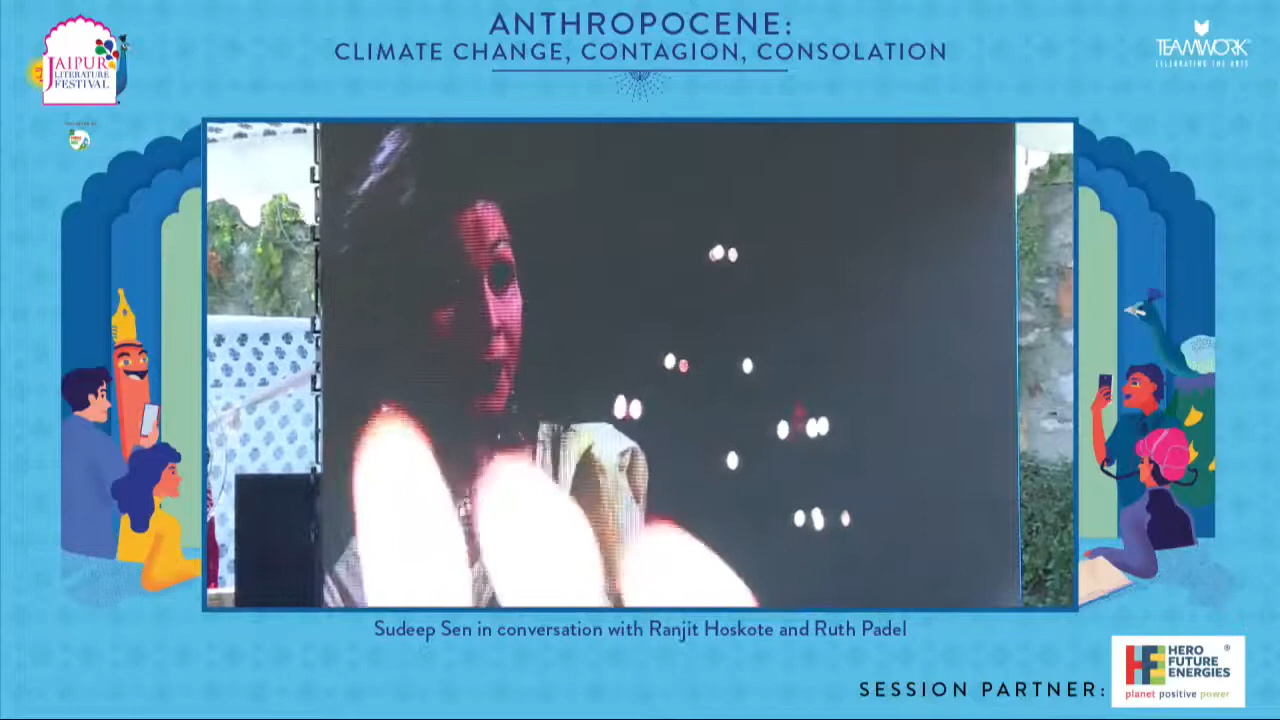 ANTHROPOCENE:
CLIMATE CHANGE, CONTAGION, CONSOLATION
JAIPUR
LITERATURE
FESTIVAL
TEAMWORK
CELEBRATING THE ARTS
Sudeep Sen in conversation with Ranjit Hoskote and Ruth Padel
SESSION PARTNER:
HFE
HERO
FUTURE
ENERGIES
®
planet positive power